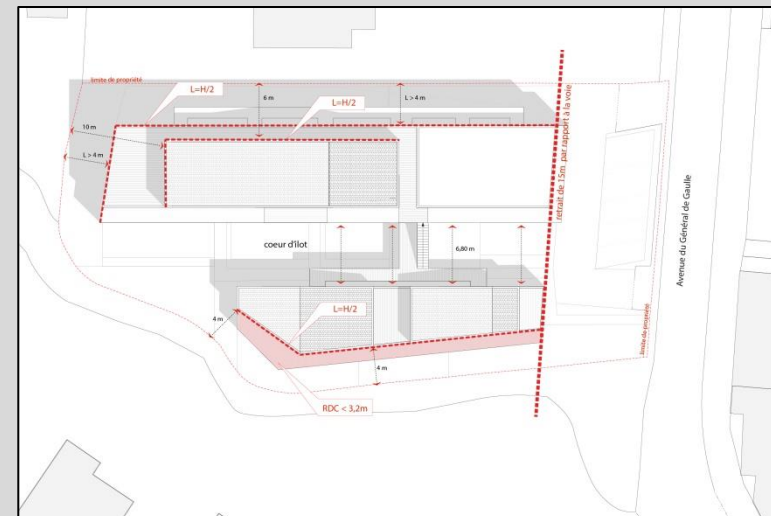 limite de propriété
L=H/2
6 m
L > 4 m
L=H/2
10 m
L > 4 m
retrait de 15m par rapport à la voie
Avenue du Général de Gaulle
coeur d'îlot
6,80 m
4 m
L=H/2
limite de propriété
4 m
RDC < 3,2m